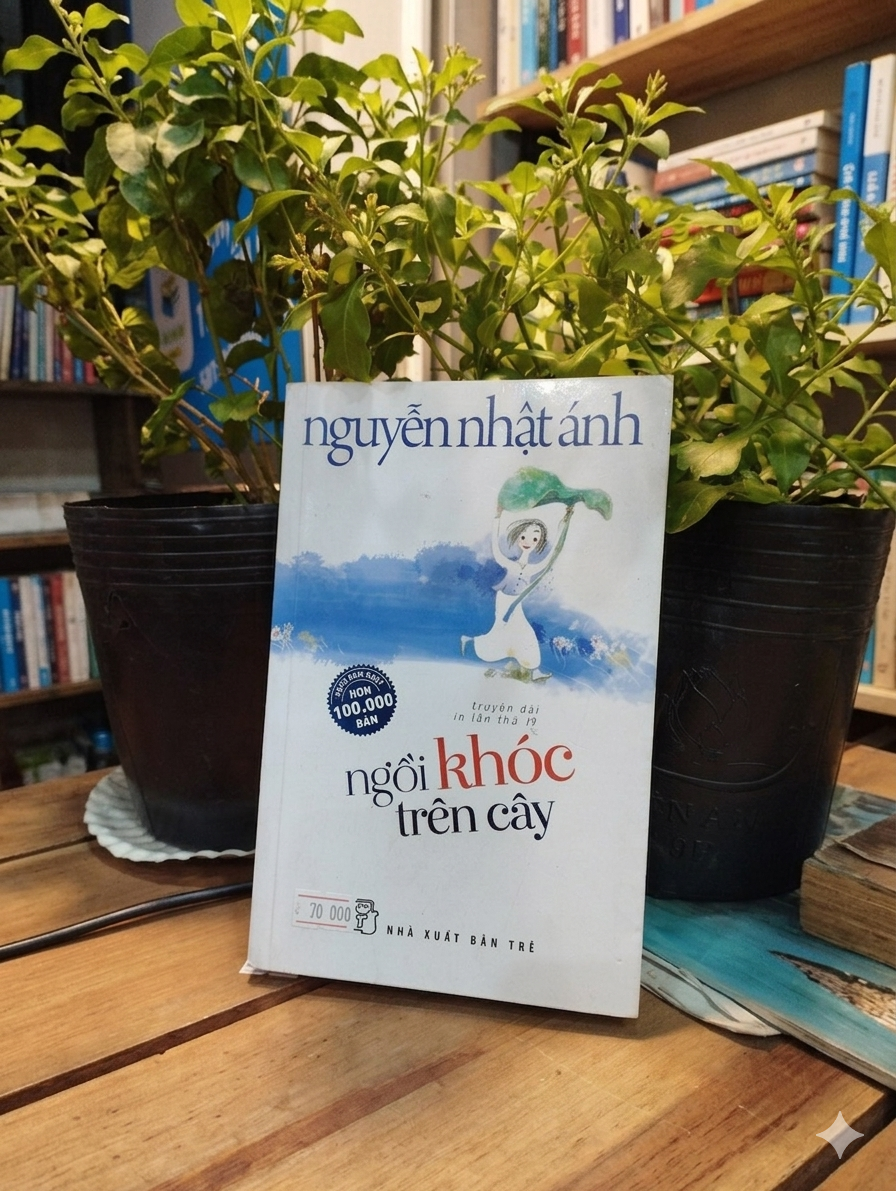 nguyễn nhật ánh
HƠN
100.000
BẢN
truyện dài
in lần thứ 19
ngồi khóc
trên cây
70 000
NHÀ XUẤT BẢN TRẺ